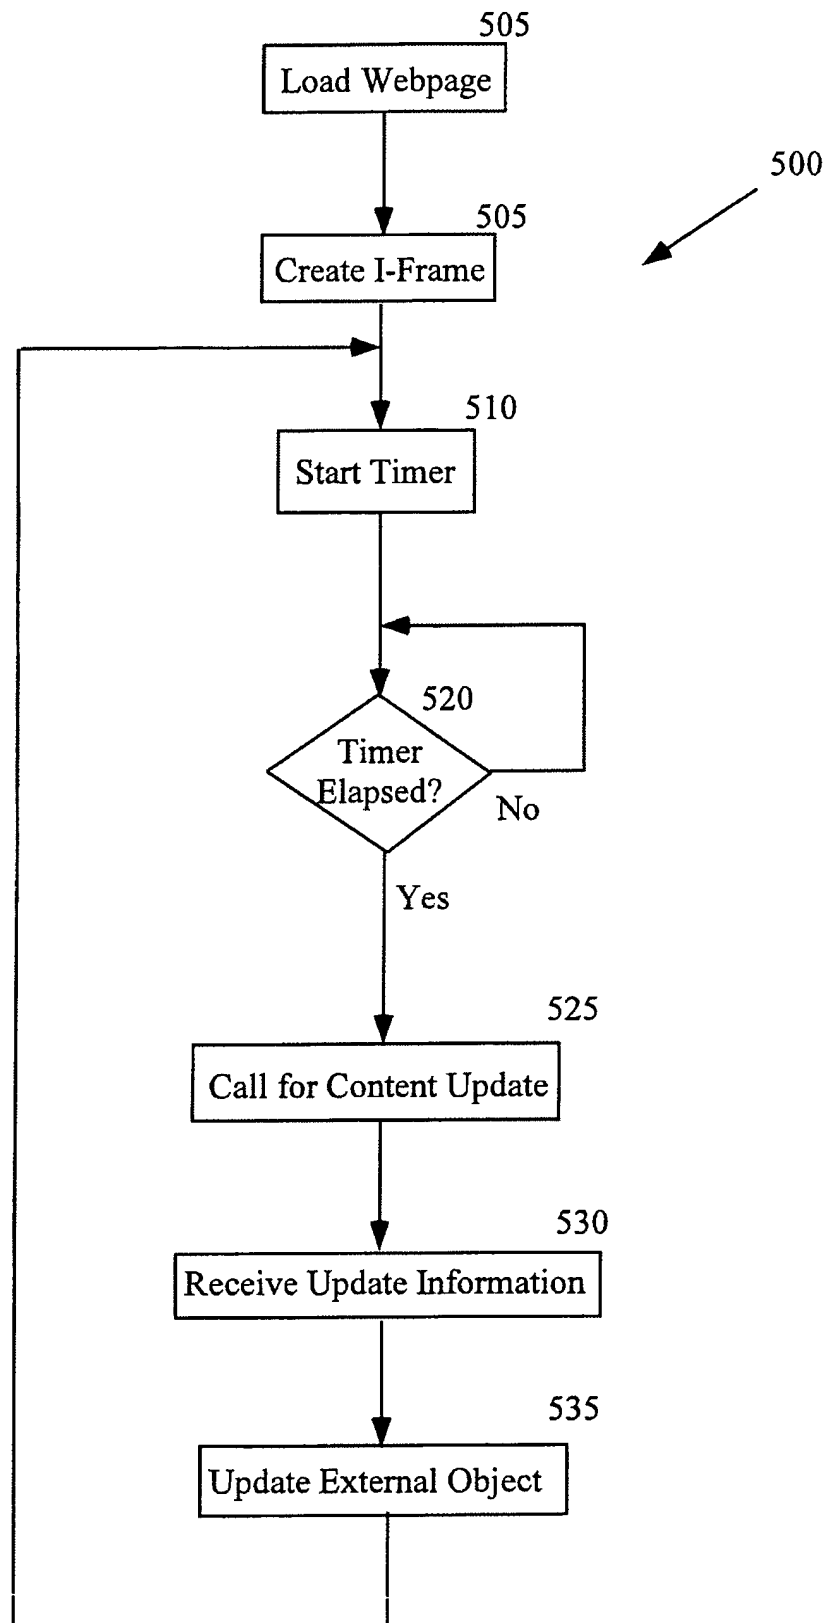 505
Load Webpage
500
505
Create I-Frame
510
Start Timer
520
Timer
Elapsed?
No
Yes
525
Call for Content Update
530
Receive Update Information
535
Update External Object